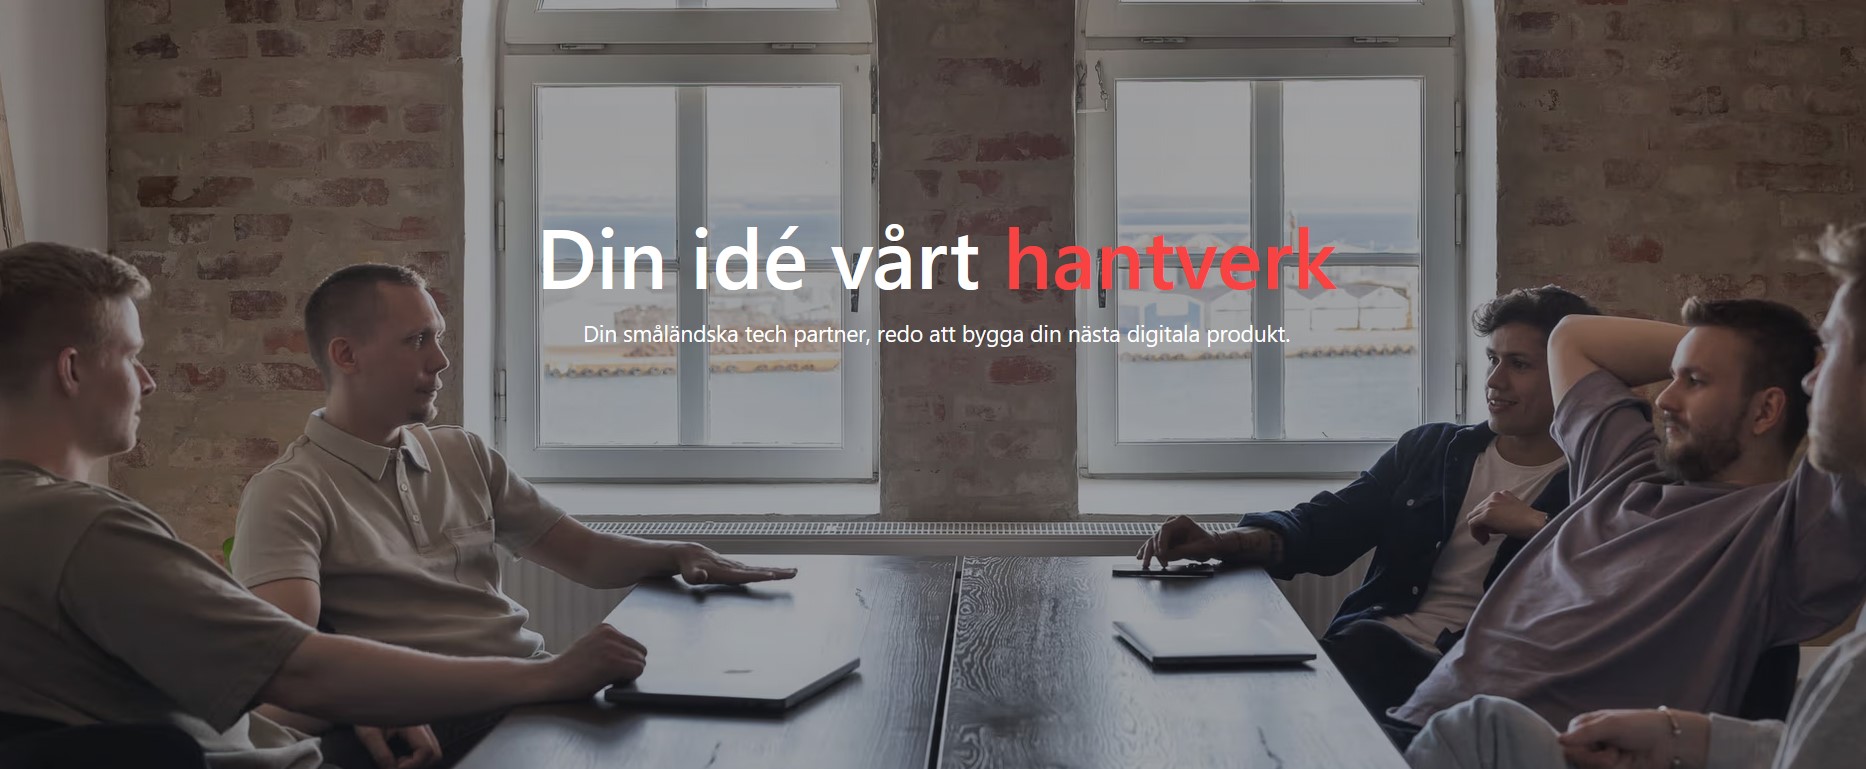 Din idé vårt hantverk
Din småländska tech partner, redo att bygga din nästa digitala produkt.